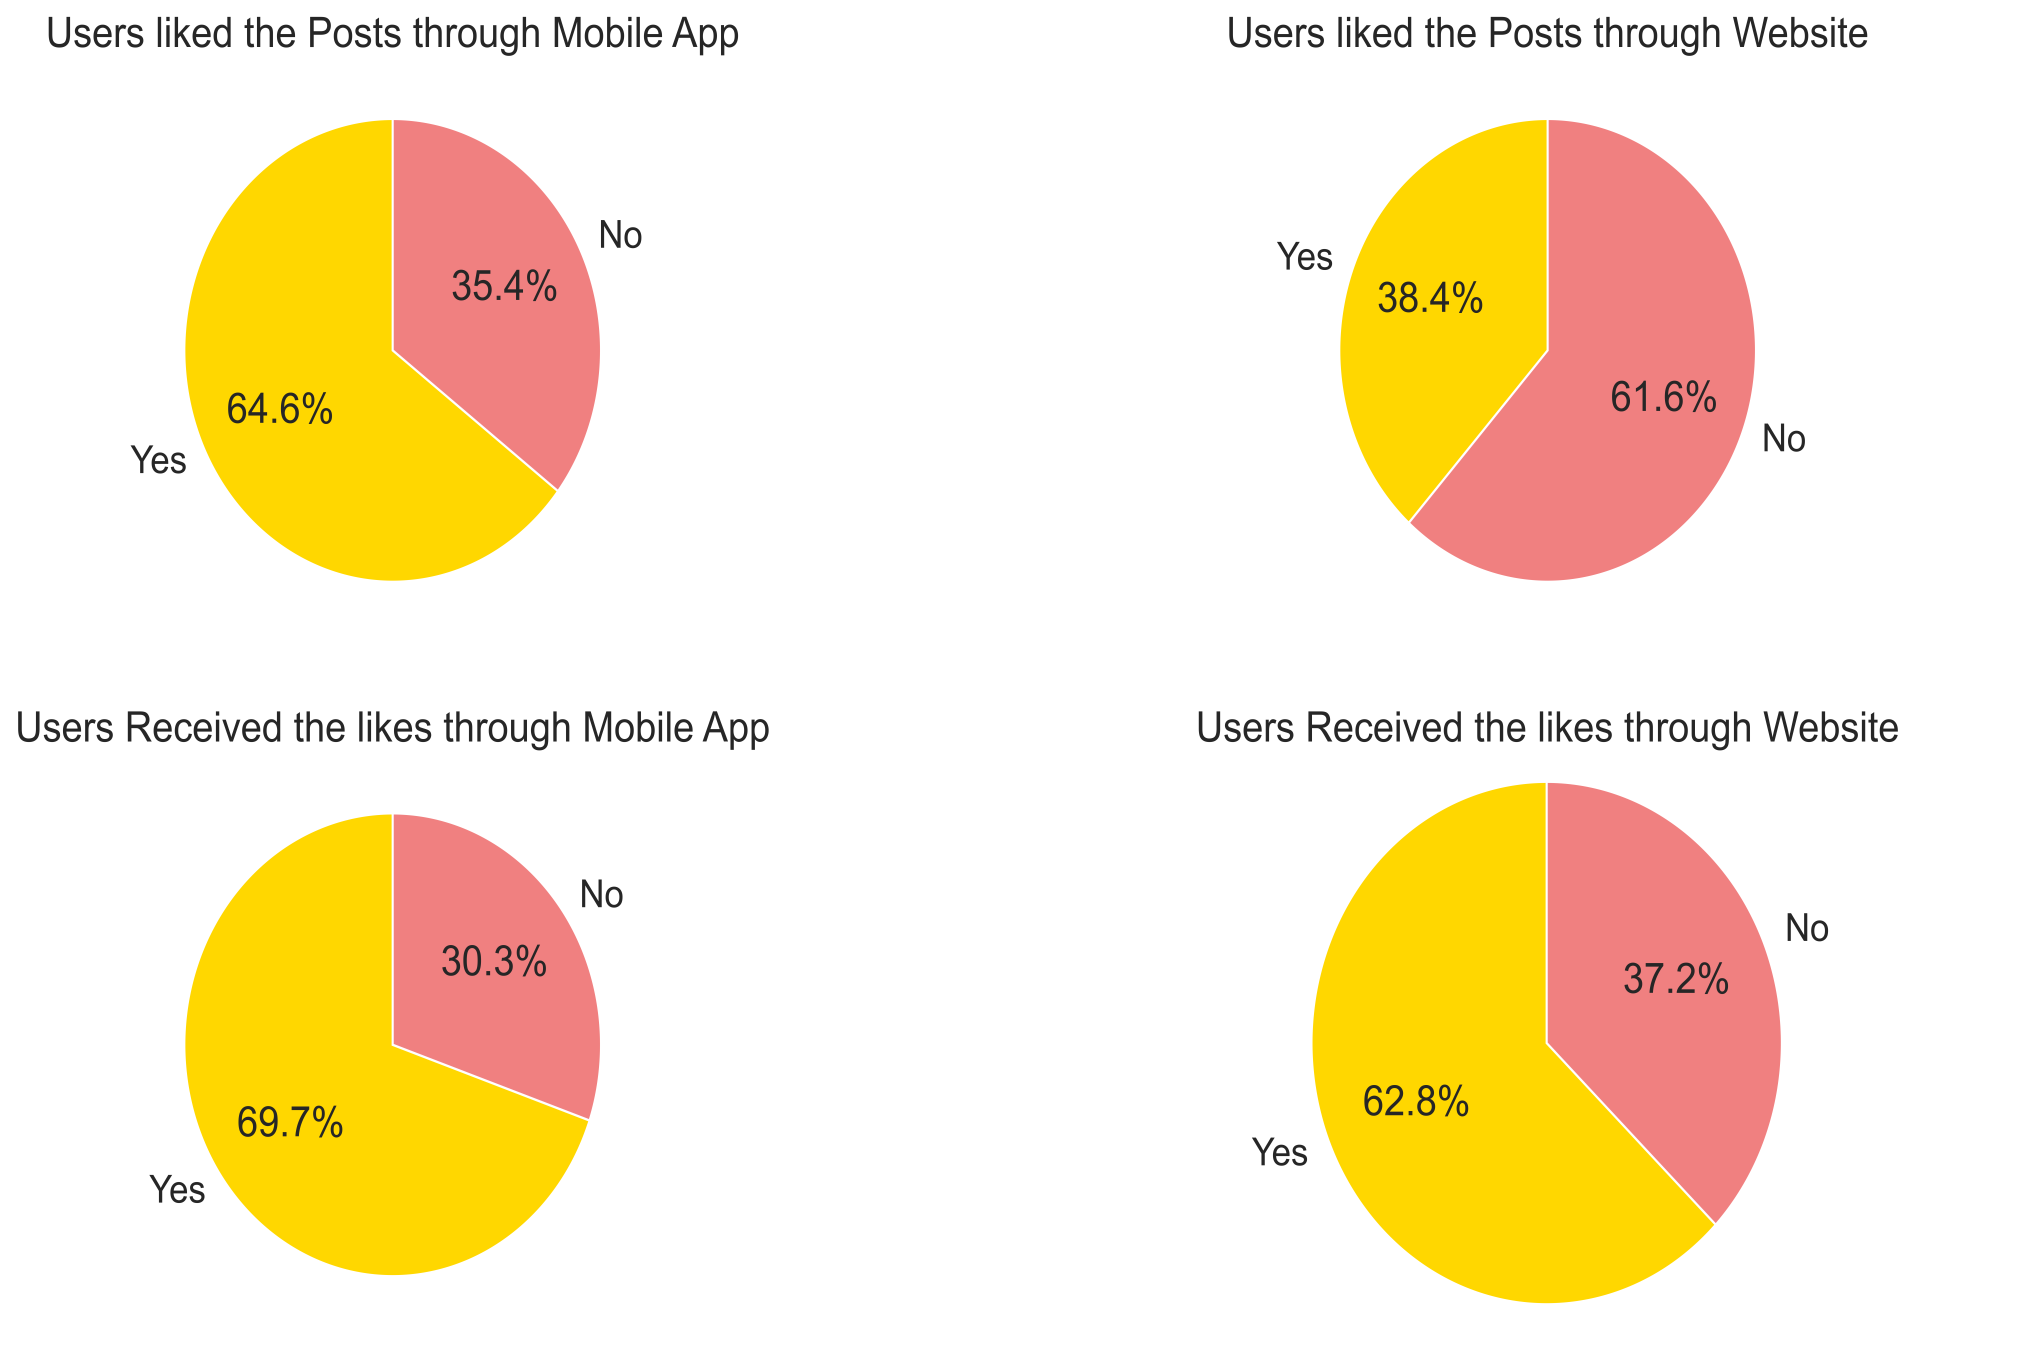 Users liked the Posts through Mobile App
No
35.4%
64.6%
Yes
Users liked the Posts through Website
Yes
38.4%
61.6%
No
Users Received the likes through Mobile App
No
30.3%
69.7%
Yes
Users Received the likes through Website
No
37.2%
62.8%
Yes